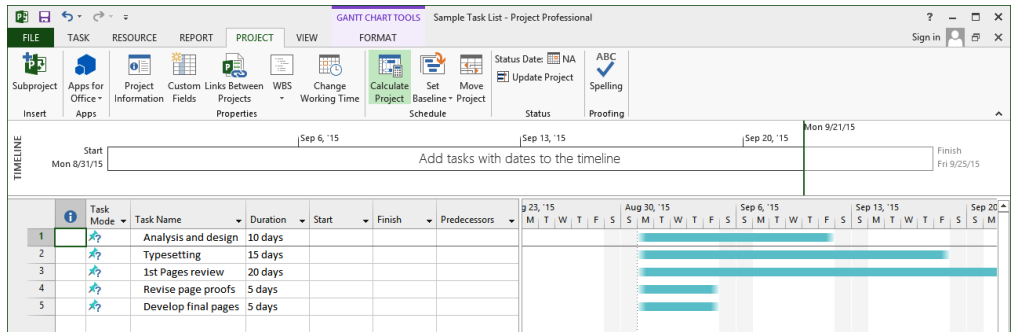 GANTT CHART TOOLS Sample Task List - Project Professional ?
FILE TASK RESOURCE REPORT PROJECT VIEW FORMAT Sign in
Subproject Apps for Office Project Information Custom Fields Links Between Projects WBS Change Working Time Calculate Project Set Baseline Move Project Status Date: NA Update Project ABC Spelling
Insert Apps Properties Schedule Status Proofing
Mon 9/21/15
Sep 6, '15 Sep 13, '15 Sep 20, '15
TIMELINE
Start Mon 8/31/15
Add tasks with dates to the timeline
Finish Fri 9/25/15
Task Mode Task Name Duration Start Finish Predecessors
g 23, '15 Aug 30, '15 Sep 6, '15 Sep 13, '15 Sep 20
M T W T F S S M T W T F S S M T W T F S S M T W T F S S M
1 Analysis and design 10 days
2 Typesetting 15 days
3 1st Pages review 20 days
4 Revise page proofs 5 days
5 Develop final pages 5 days